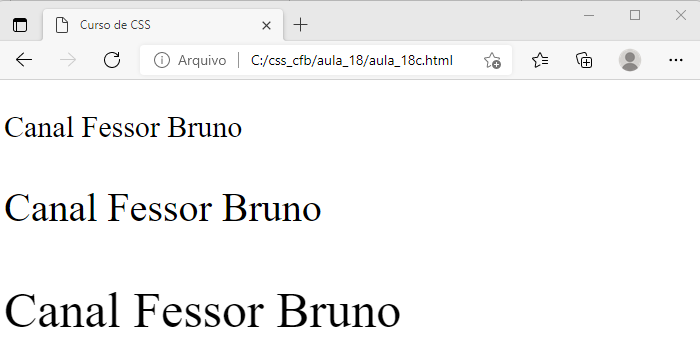 Curso de CSS
Arquivo C:/css_cfb/aula_18/aula_18c.html
Canal Fessor Bruno
Canal Fessor Bruno
Canal Fessor Bruno